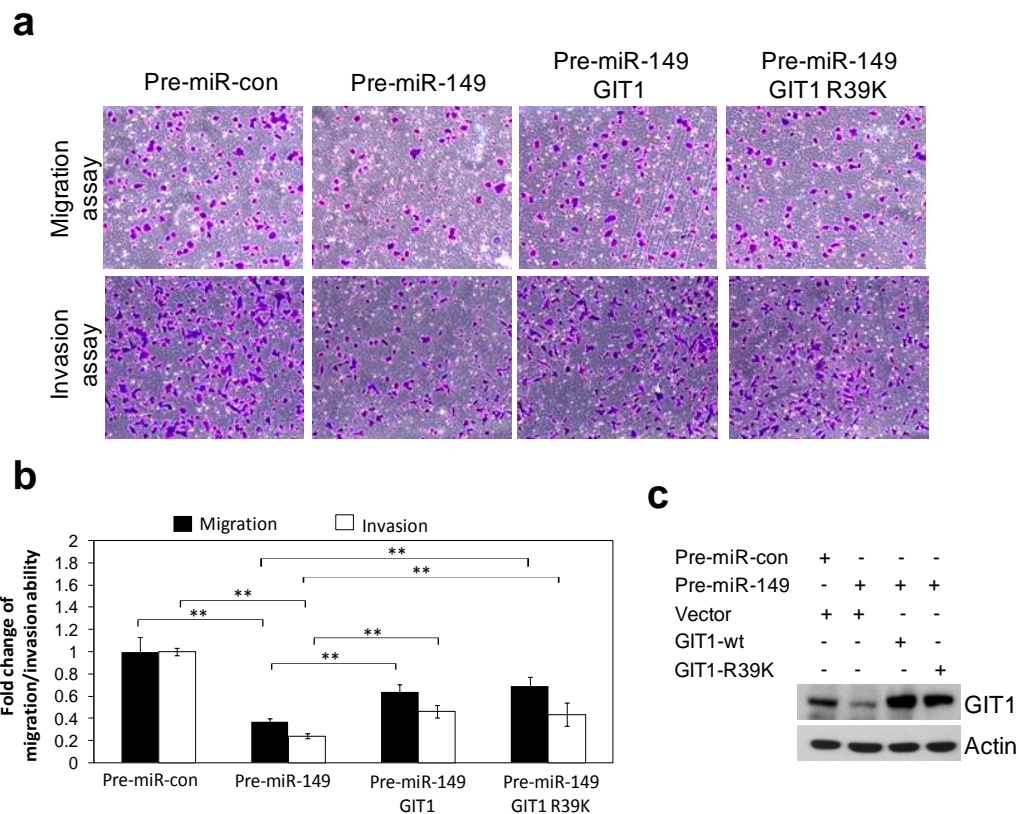 a
Pre-miR-con
Pre-miR-149
Pre-miR-149
GIT1
Pre-miR-149
GIT1 R39K
Migration
assay
Invasion
assay
b
Migration
Invasion
Fold change of
migration/invasion ability
2
1.8
1.6
1.4
1.2
1
0.8
0.6
0.4
0.2
0
**
**
**
**
**
**
Pre-miR-con
Pre-miR-149
Pre-miR-149
GIT1
Pre-miR-149
GIT1 R39K
c
Pre-miR-con + - - -
Pre-miR-149 - + + +
Vector + + - -
GIT1-wt - - + -
GIT1-R39K - - - +
GIT1
Actin